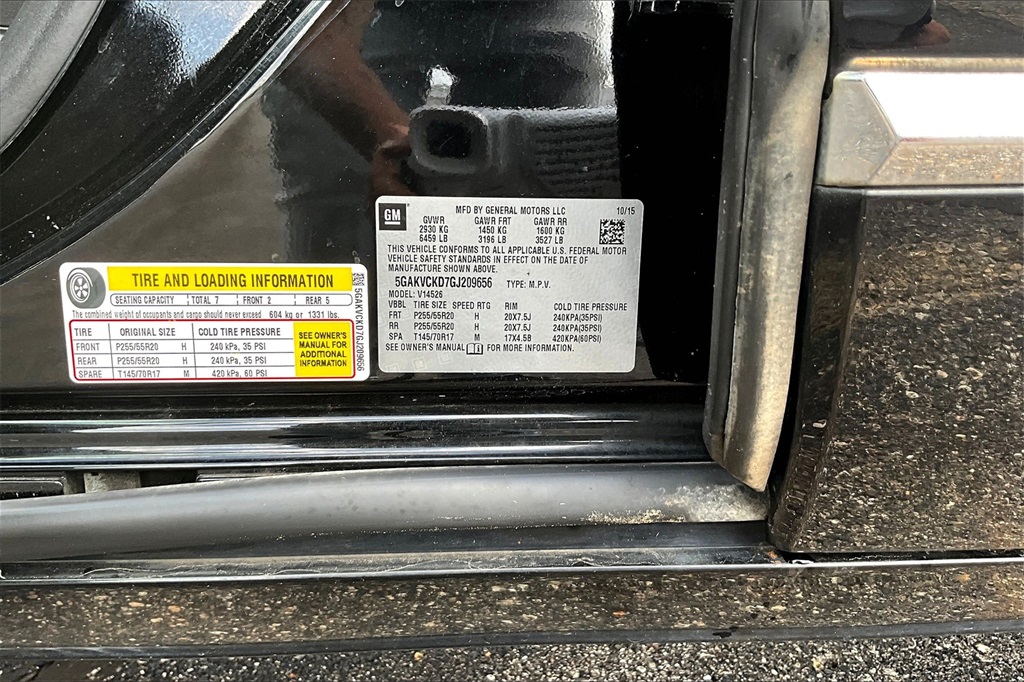 GM
MFD BY GENERAL MOTORS LLC 10/15
GVWR GAWR FRT GAWR RR
2930 KG 1450 KG 1600 KG
6459 LB 3196 LB 3527 LB
THIS VEHICLE CONFORMS TO ALL APPLICABLE U.S. FEDERAL MOTOR
VEHICLE SAFETY STANDARDS IN EFFECT ON THE DATE OF
MANUFACTURE SHOWN ABOVE.
5GAKVCKD7GJ209656 TYPE: M.P.V.
MODEL: V14526
VBB TIRE SIZE SPEED RTG RIM COLD TIRE PRESSURE
FRT P255/55R20 H 20X7.5J 240KPA(35PSI)
RR P255/55R20 H 20X7.5J 240KPA(35PSI)
SPA T145/70R17 M 17X4.5B 420KPA(60PSI)
SEE OWNER'S MANUAL i FOR MORE INFORMATION.
TIRE AND LOADING INFORMATION
SEATING CAPACITY TOTAL 7 FRONT 2 REAR 5
The combined weight of occupants and cargo should never exceed 604 kg or 1331 lbs.
TIRE ORIGINAL SIZE COLD TIRE PRESSURE
FRONT P255/55R20 H 240 kPa, 35 PSI
REAR P255/55R20 H 240 kPa, 35 PSI
SPARE T145/70R17 M 420 kPa, 60 PSI
SEE OWNER'S
MANUAL FOR
ADDITIONAL
INFORMATION
5GAKVCKD7GJ209656